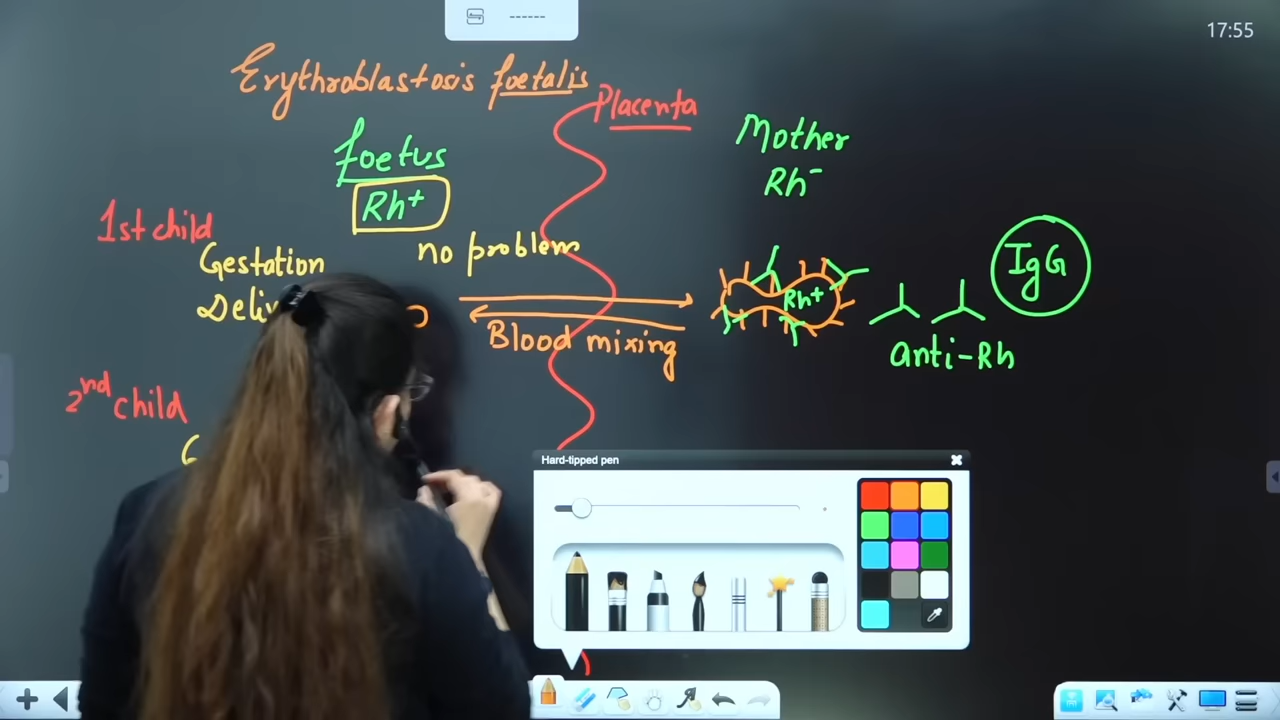 ------
17:55
Erythroblastosis foetalis
Placenta
Mother
Rh⁻
foetus
Rh⁺
1st child
Gestation
no problem
Rh⁺
IgG
Blood mixing
anti-Rh
2nd child
Hard-tipped pen